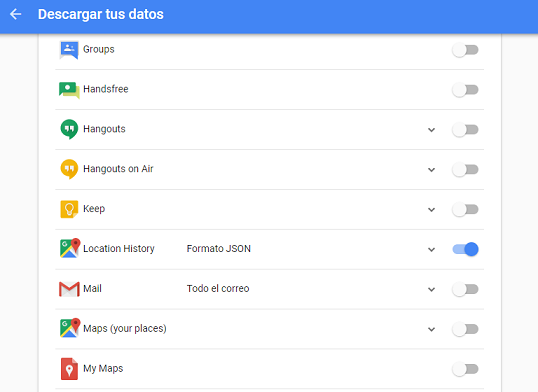 Descargar tus datos
Groups
Handsfree
Hangouts
Hangouts on Air
Keep
Location History Formato JSON
Mail Todo el correo
Maps (your places)
My Maps